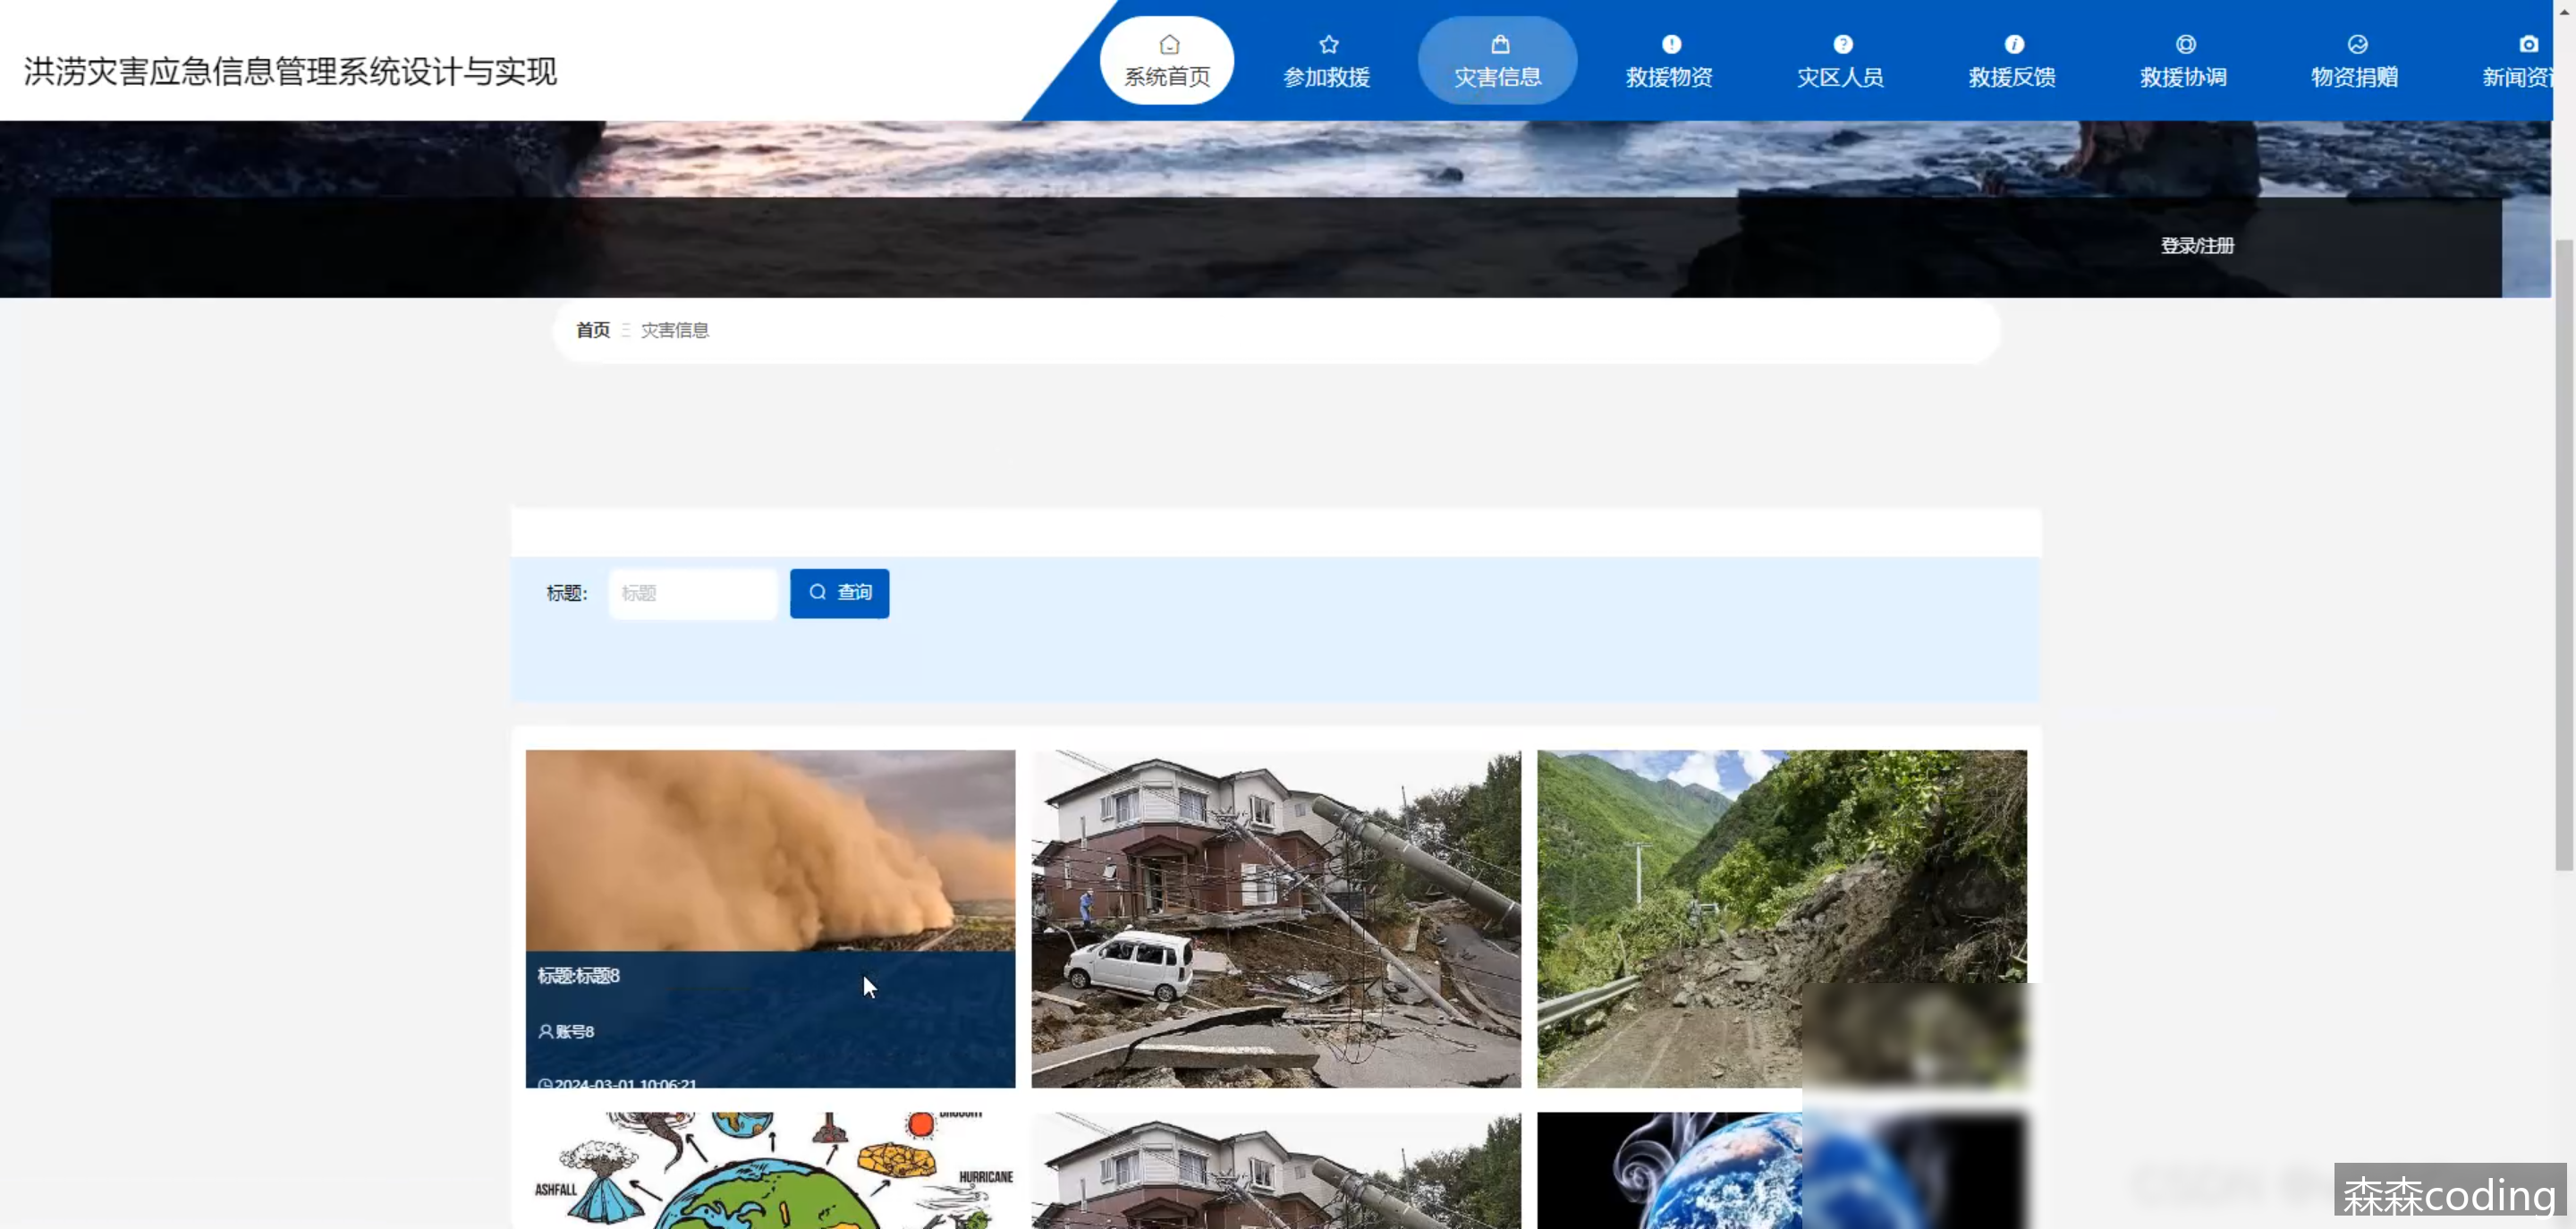 洪涝灾害应急信息管理系统设计与实现
系统首页
参加救援
灾害信息
救援物资
灾区人员
救援反馈
救援协调
物资捐赠
新闻资
登录/注册
首页 灾害信息
标题:
标题
查询
标题:标题8
账号8
2024-03-01 10:06:21
ASHFALL
HURRICANE
森森coding